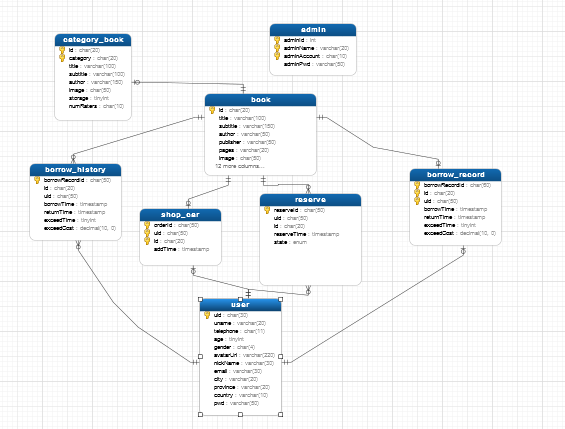 category_book
id : char(20)
category : char(20)
title : varchar(100)
subtitle : varchar(100)
author : varchar(150)
image : char(50)
storage : tinyint
numRaters : char(10)
admin
adminId : int
adminName : varchar(20)
adminAccount : char(10)
adminPwd : varchar(50)
book
id : char(20)
title : varchar(100)
subtitle : varchar(150)
author : varchar(50)
publisher : varchar(50)
pages : varchar(20)
image : char(50)
12 more columns...
borrow_history
borrowRecordId : char(50)
id : char(20)
uid : char(50)
borrowTime : timestamp
returnTime : timestamp
exceedTime : tinyint
exceedCost : decimal(10, 0)
shop_car
orderId : char(50)
uid : char(50)
id : char(20)
addTime : timestamp
reserve
reserveId : char(50)
uid : char(50)
id : char(20)
reserveTime : timestamp
state : enum
borrow_record
borrowRecordId : char(50)
id : char(20)
uid : char(50)
borrowTime : timestamp
returnTime : timestamp
exceedTime : tinyint
exceedCost : decimal(10, 0)
user
uid : char(50)
uname : varchar(20)
telephone : char(11)
age : tinyint
gender : char(4)
avatarUrl : varchar(220)
nickName : varchar(30)
email : varchar(30)
city : varchar(20)
province : varchar(20)
country : varchar(10)
pwd : varchar(50)